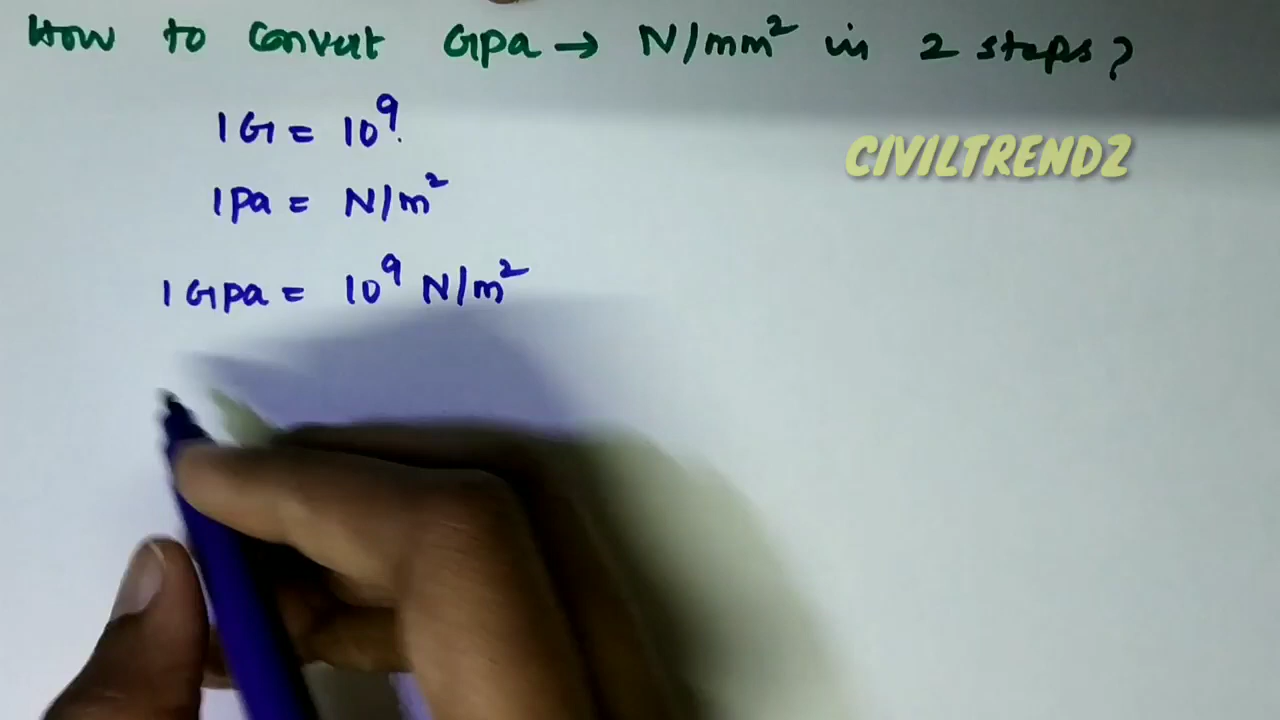 How to convert Gpa → N/mm² in 2 steps?
1G = 10⁹
CIVILTRENDZ
1Pa = N/m²
1Gpa = 10⁹ N/m²